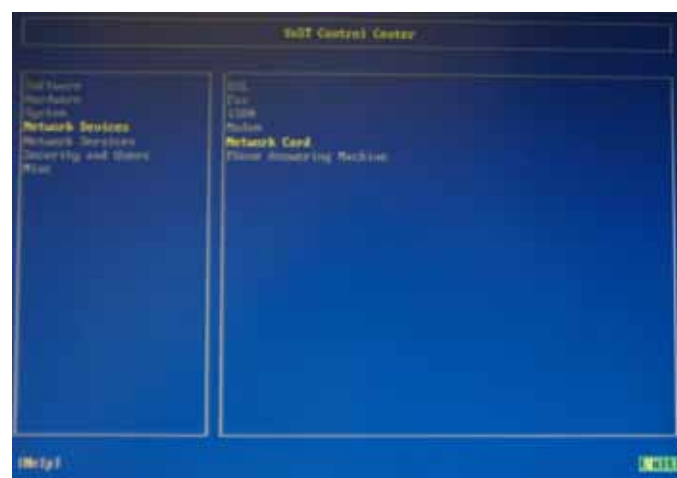 YaST Control Center
Software
Hardware
System
Network Devices
Network Services
Security and Users
Misc
DSL
Fax
ISDN
Modem
Network Card
Phone Answering Machine
[Help]